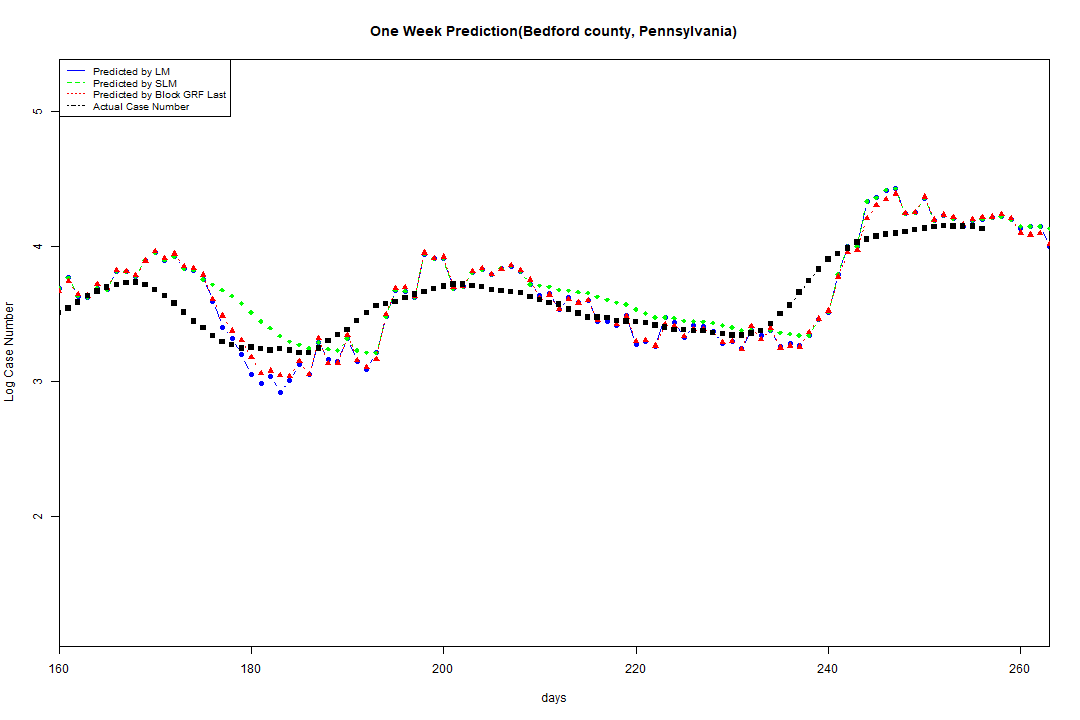 One Week Prediction(Bedford county, Pennsylvania)
Predicted by LM
Predicted by SLM
Predicted by Block GRF Last
Actual Case Number
5
4
3
2
Log Case Number
160 180 200 220 240 260
days